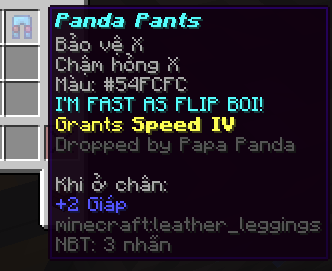 Panda Pants
Bảo vệ X
Chậm hỏng X
Màu: #54FCFC
I'M FAST AS FLIP BOI!
Grants Speed IV
Dropped by Papa Panda
Khi ở chân:
+2 Giáp
minecraft:leather_leggings
NBT: 3 nhãn